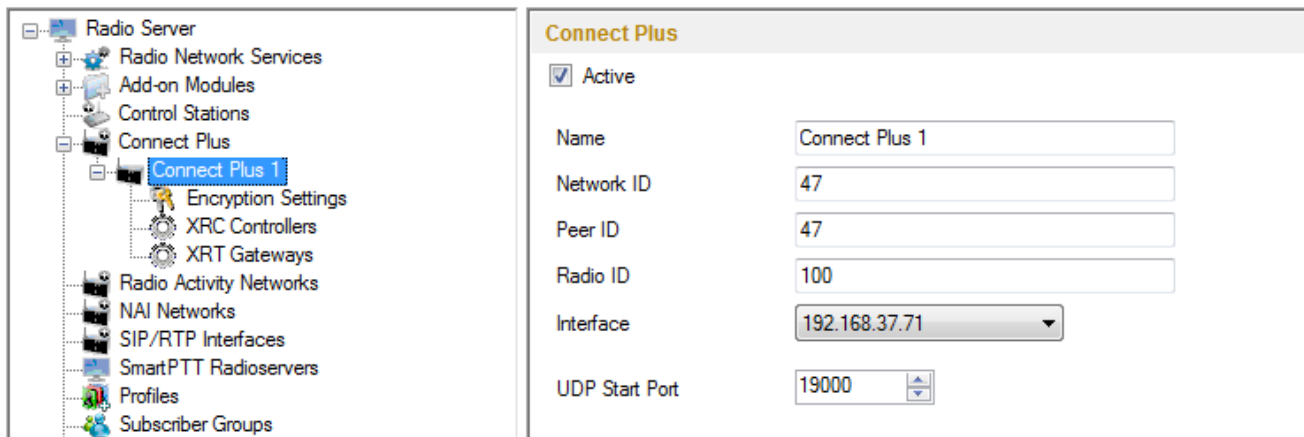 Radio Server
Radio Network Services
Add-on Modules
Control Stations
Connect Plus
Connect Plus 1
Encryption Settings
XRC Controllers
XRT Gateways
Radio Activity Networks
NAI Networks
SIP/RTP Interfaces
SmartPTT Radioservers
Profiles
Subscriber Groups
Connect Plus
Active
Name Connect Plus 1
Network ID 47
Peer ID 47
Radio ID 100
Interface 192.168.37.71
UDP Start Port 19000